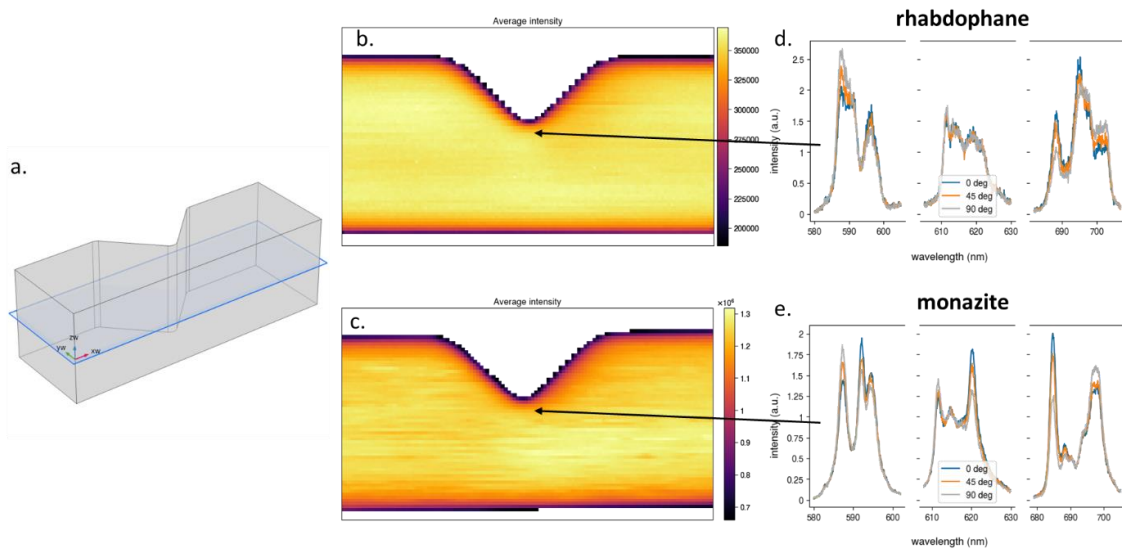 rhabdophane
Average intensity
b.
350000
325000
300000
275000
250000
225000
200000
d.
intensity (a.u.)
2.5
2
1.5
1
0.5
0
0 deg
45 deg
90 deg
580 590 600 610 620 630 690 700
wavelength (nm)
a.
zw
yw
xw
monazite
Average intensity
c.
×10⁶
1.3
1.2
1.1
1
0.9
0.8
0.7
e.
intensity (a.u.)
2
1.75
1.5
1.25
1
0.75
0.5
0.25
0
0 deg
45 deg
90 deg
580 590 600 610 620 630 680 690 700
wavelength (nm)